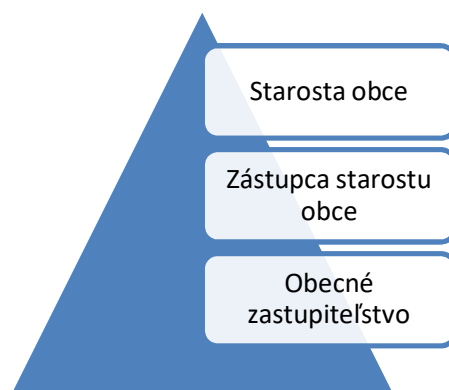 Starosta obce
Zástupca starostu
obce
Obecné
zastupiteľstvo